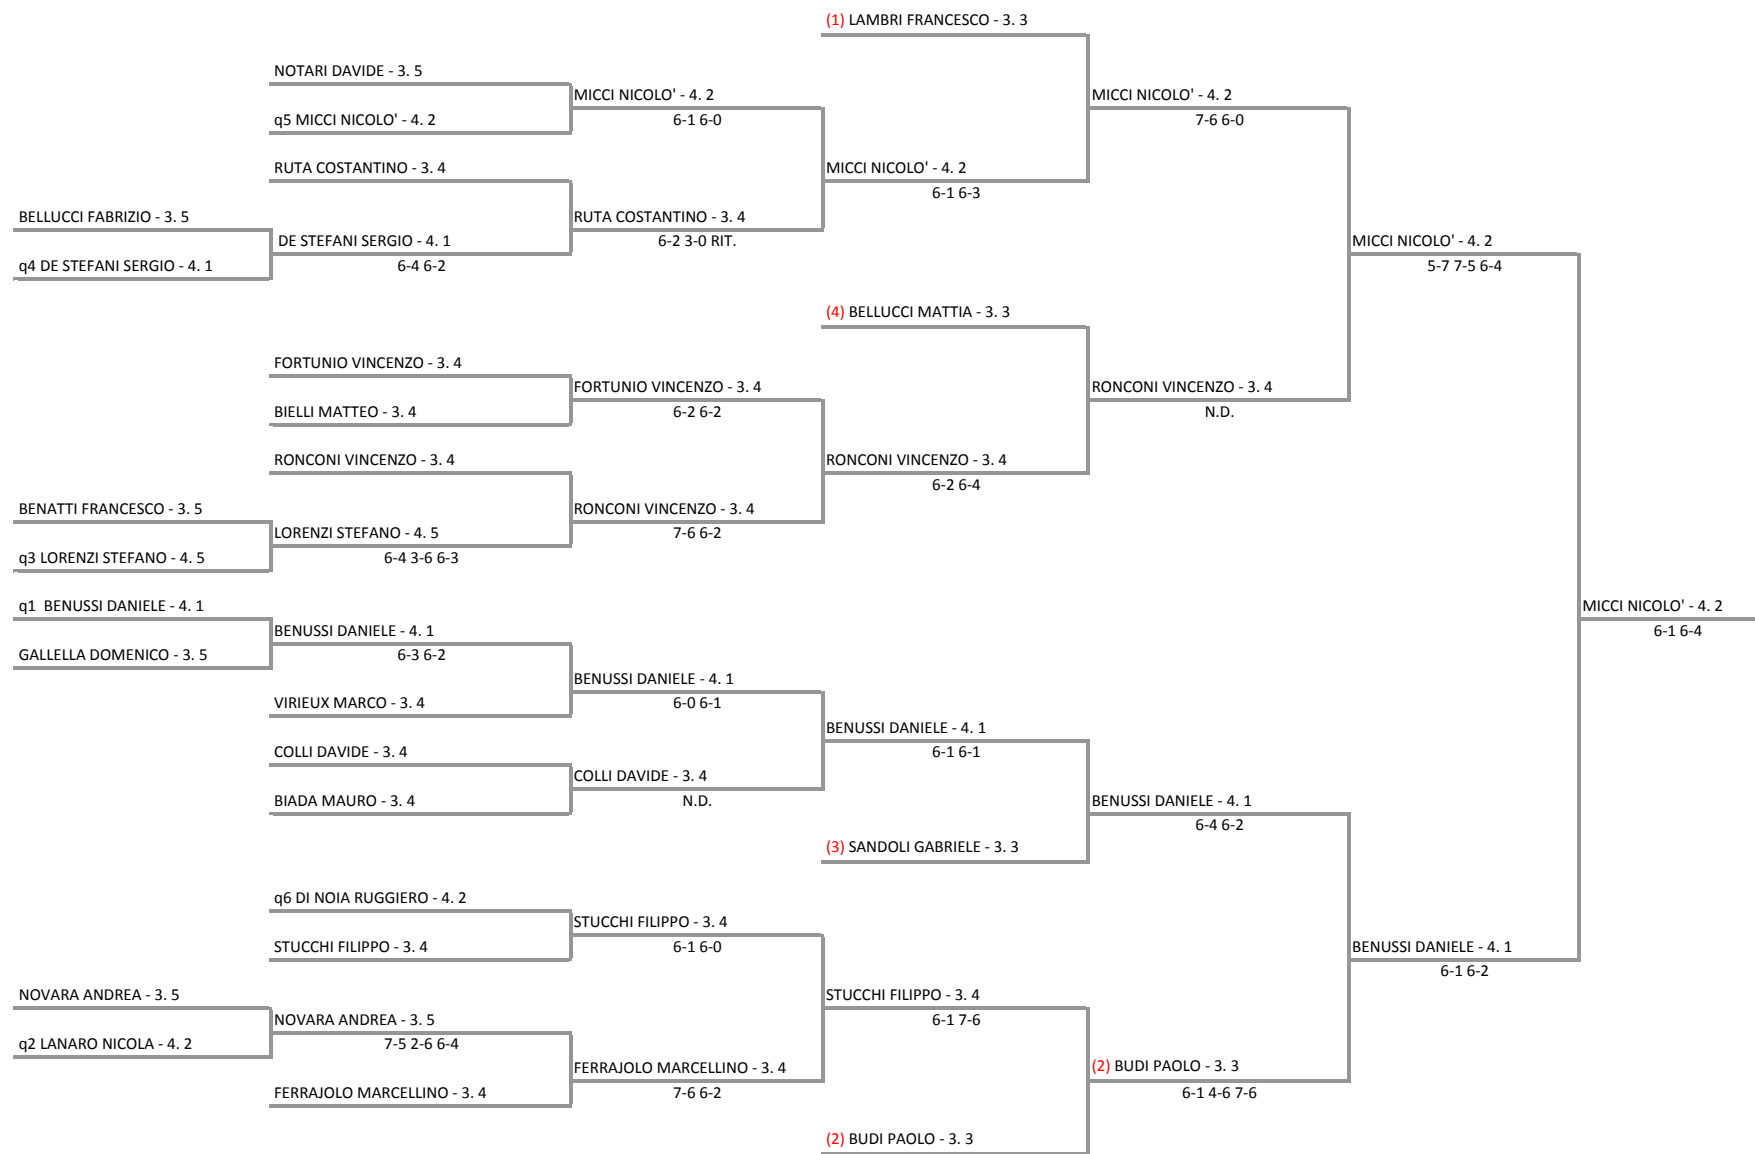 (1) LAMBRI FRANCESCO - 3. 3
NOTARI DAVIDE - 3. 5
MICCI NICOLO' - 4. 2
MICCI NICOLO' - 4. 2
q5 MICCI NICOLO' - 4. 2
6-1 6-0
7-6 6-0
RUTA COSTANTINO - 3. 4
MICCI NICOLO' - 4. 2
6-1 6-3
BELLUCCI FABRIZIO - 3. 5
RUTA COSTANTINO - 3. 4
DE STEFANI SERGIO - 4. 1
6-2 3-0 RIT.
MICCI NICOLO' - 4. 2
q4 DE STEFANI SERGIO - 4. 1
6-4 6-2
5-7 7-5 6-4
(4) BELLUCCI MATTIA - 3. 3
FORTUNIO VINCENZO - 3. 4
FORTUNIO VINCENZO - 3. 4
RONCONI VINCENZO - 3. 4
BIELLI MATTEO - 3. 4
6-2 6-2
N.D.
RONCONI VINCENZO - 3. 4
RONCONI VINCENZO - 3. 4
6-2 6-4
BENATTI FRANCESCO - 3. 5
RONCONI VINCENZO - 3. 4
LORENZI STEFANO - 4. 5
7-6 6-2
q3 LORENZI STEFANO - 4. 5
6-4 3-6 6-3
q1  BENUSSI DANIELE - 4. 1
MICCI NICOLO' - 4. 2
BENUSSI DANIELE - 4. 1
6-1 6-4
GALLELLA DOMENICO - 3. 5
6-3 6-2
BENUSSI DANIELE - 4. 1
VIRIEUX MARCO - 3. 4
6-0 6-1
BENUSSI DANIELE - 4. 1
COLLI DAVIDE - 3. 4
6-1 6-1
COLLI DAVIDE - 3. 4
BIADA MAURO - 3. 4
N.D.
BENUSSI DANIELE - 4. 1
6-4 6-2
(3) SANDOLI GABRIELE - 3. 3
q6 DI NOIA RUGGIERO - 4. 2
STUCCHI FILIPPO - 3. 4
STUCCHI FILIPPO - 3. 4
6-1 6-0
BENUSSI DANIELE - 4. 1
6-1 6-2
NOVARA ANDREA - 3. 5
STUCCHI FILIPPO - 3. 4
NOVARA ANDREA - 3. 5
6-1 7-6
q2 LANARO NICOLA - 4. 2
7-5 2-6 6-4
FERRAJOLO MARCELLINO - 3. 4
(2) BUDI PAOLO - 3. 3
FERRAJOLO MARCELLINO - 3. 4
7-6 6-2
6-1 4-6 7-6
(2) BUDI PAOLO - 3. 3